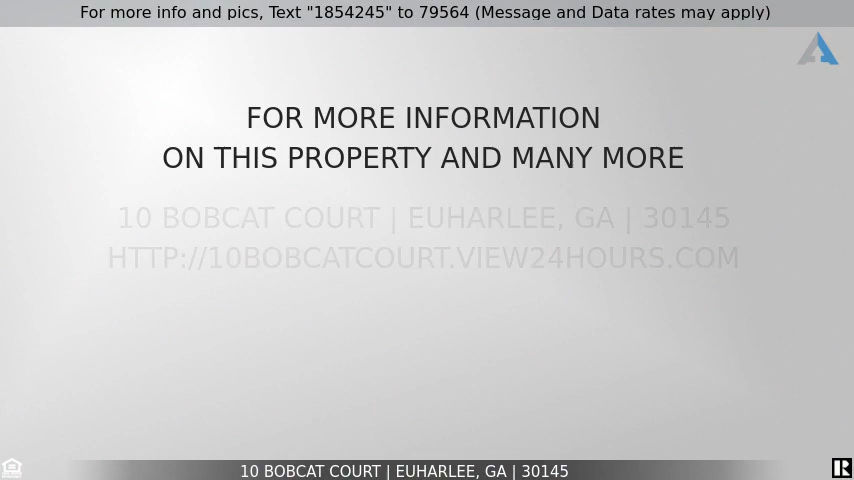 For more info and pics, Text "1854245" to 79564 (Message and Data rates may apply)
FOR MORE INFORMATION
ON THIS PROPERTY AND MANY MORE
10 BOBCAT COURT | EUHARLEE, GA | 30145
HTTP://10BOBCATCOURT.VIEW24HOURS.COM
10 BOBCAT COURT | EUHARLEE, GA | 30145